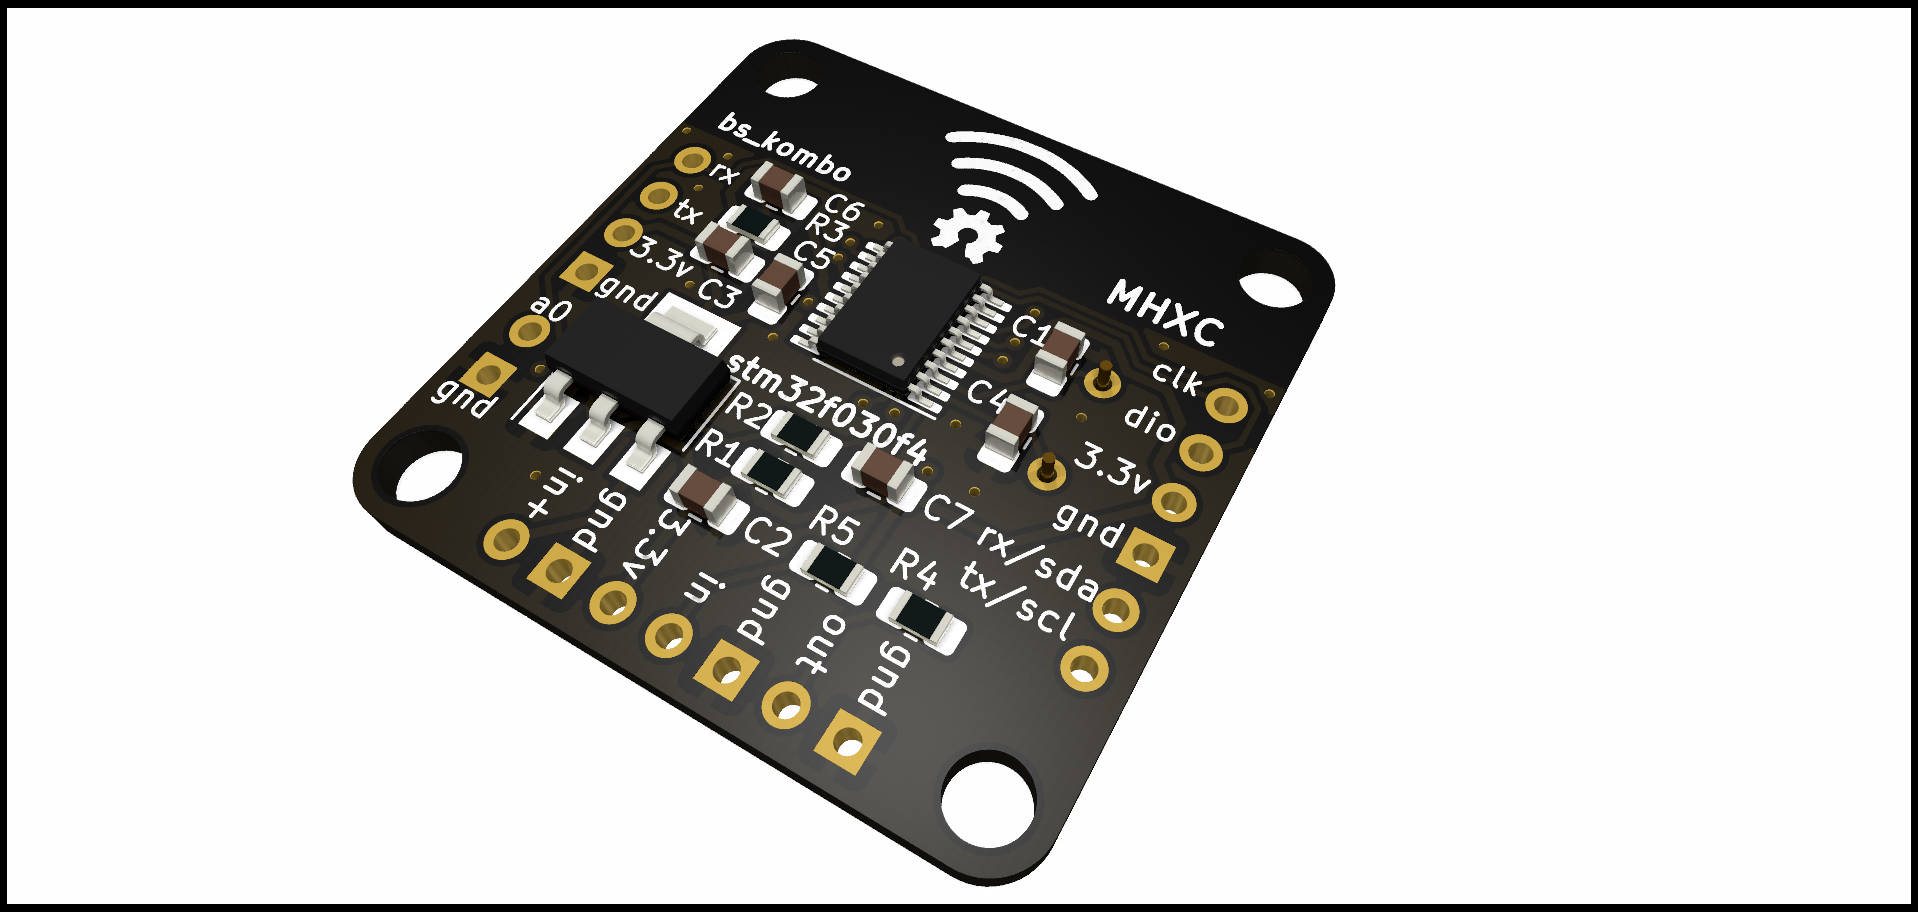 bs_kombo
rx
tx
3.3v
gnd
a0
gnd
C6
R3
C5
C3
MHXC
C1
C4
stm32f030f4
R2
R1
C2
C7
R5
R4
clk
dio
3.3v
gnd
rx/sda
tx/scl
in+
gnd
3.3v
in
gnd
out
gnd